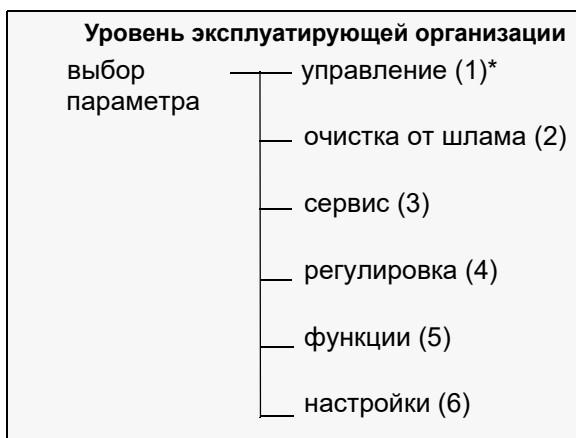 Уровень эксплуатирующей организации
выбор
параметра
управление (1)*
очистка от шлама (2)
сервис (3)
регулировка (4)
функции (5)
настройки (6)